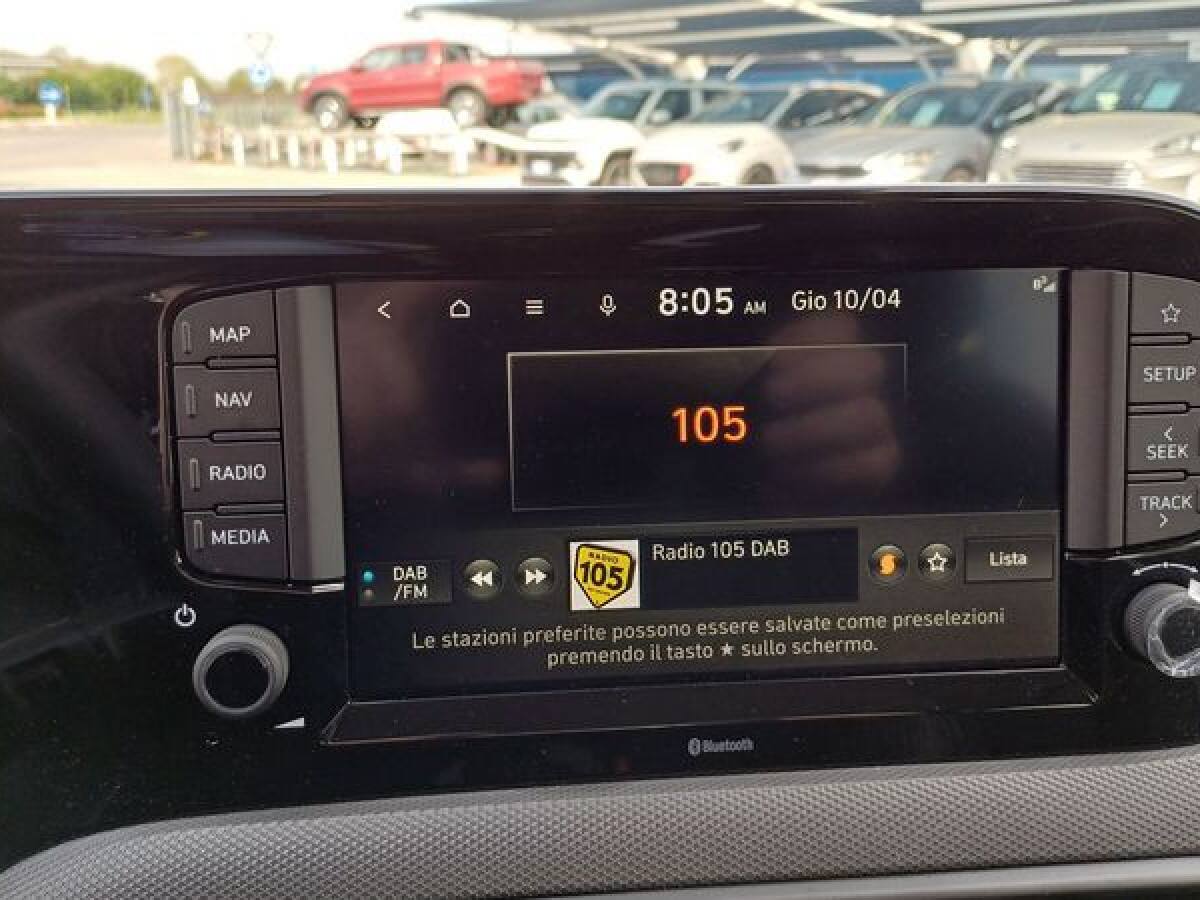 8:05 AM Gio 10/04
MAP
NAV
RADIO
MEDIA
105
SETUP
SEEK
TRACK
DAB
/FM
RADIO
105
Radio 105 DAB
Lista
Le stazioni preferite possono essere salvate come preselezioni
premendo il tasto ★ sullo schermo.
Bluetooth